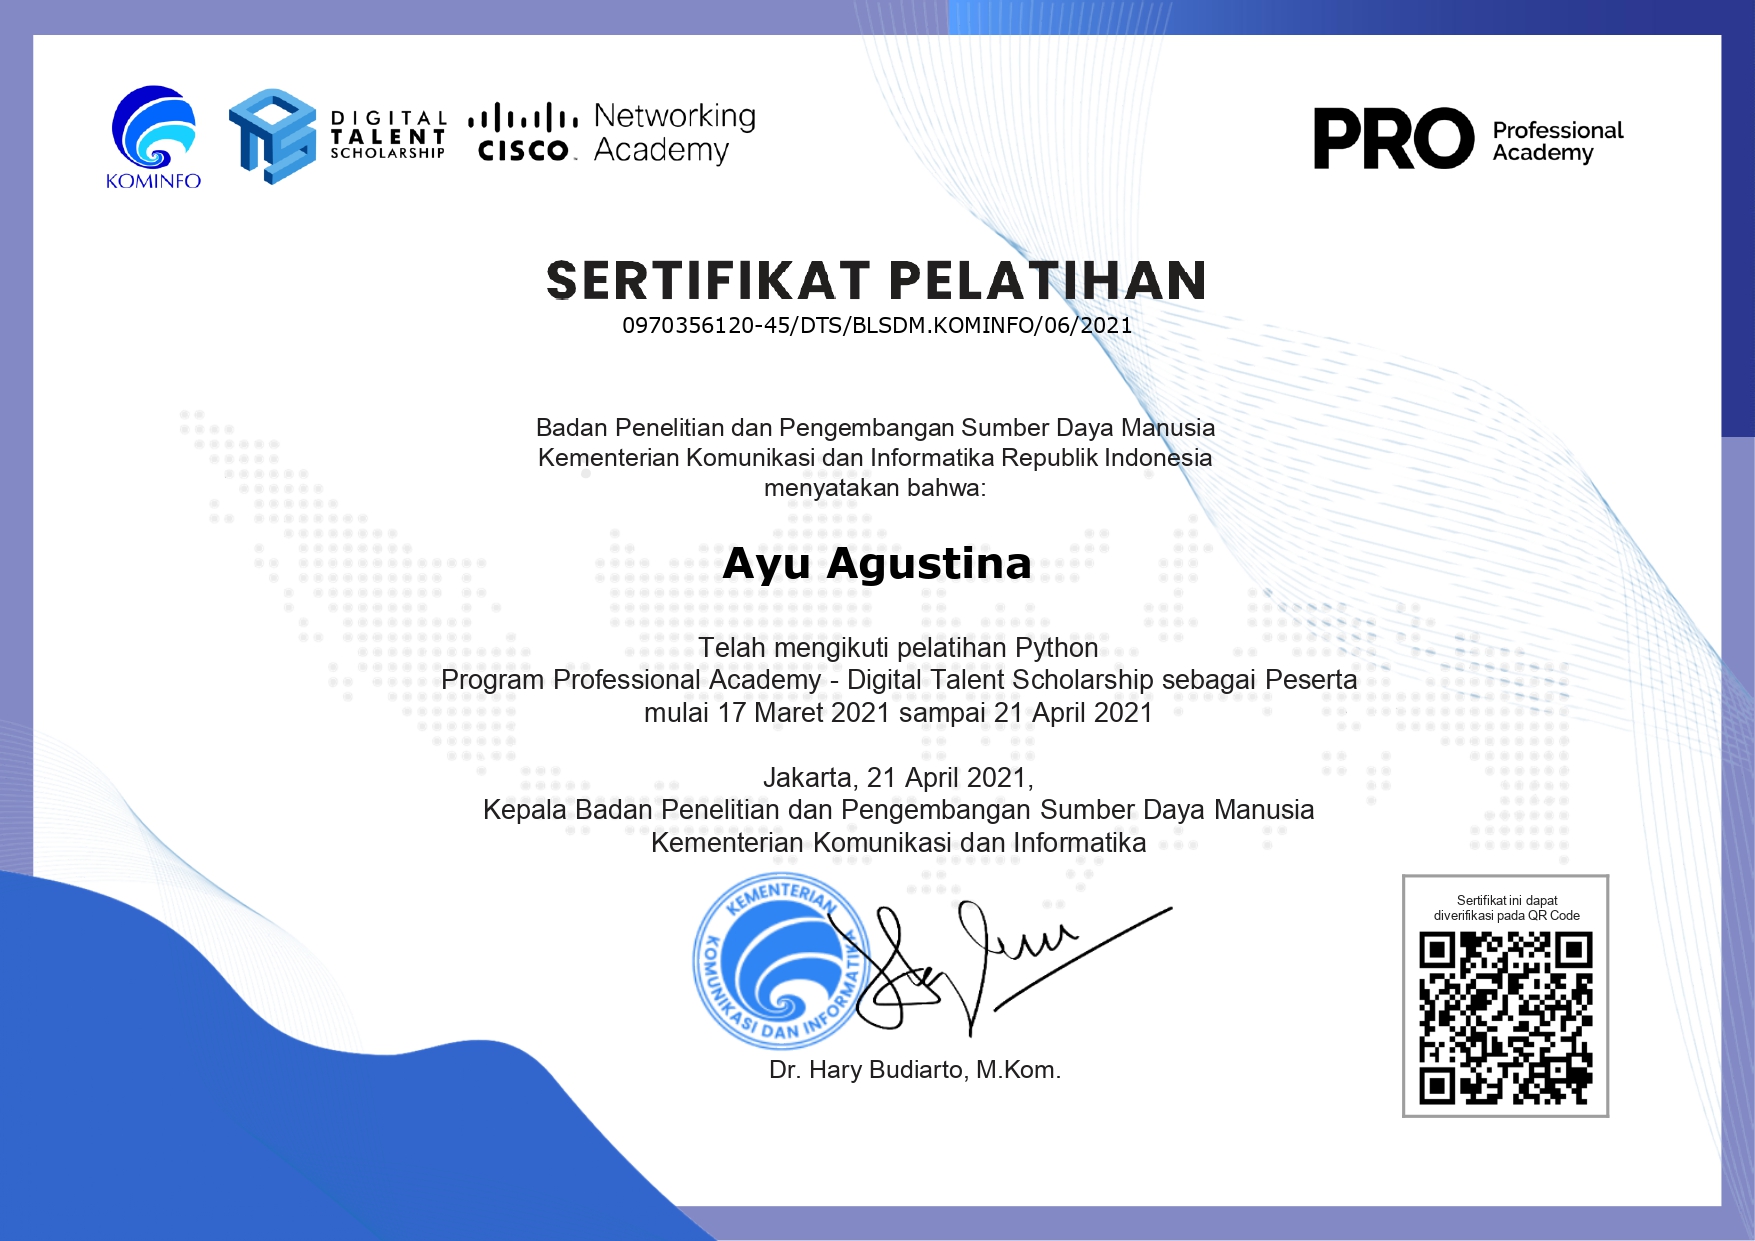 KOMINFO
DIGITAL
TALENT
SCHOLARSHIP
CISCO
Networking
Academy
PRO
Professional
Academy
SERTIFIKAT PELATIHAN
0970356120-45/DTS/BLSDM.KOMINFO/06/2021
Badan Penelitian dan Pengembangan Sumber Daya Manusia
Kementerian Komunikasi dan Informatika Republik Indonesia
menyatakan bahwa:
Ayu Agustina
Telah mengikuti pelatihan Python
Program Professional Academy - Digital Talent Scholarship sebagai Peserta
mulai 17 Maret 2021 sampai 21 April 2021
Jakarta, 21 April 2021,
Kepala Badan Penelitian dan Pengembangan Sumber Daya Manusia
Kementerian Komunikasi dan Informatika
KEMENTERIAN
KOMUNIKASI DAN INFORMATIKA
Dr. Hary Budiarto, M.Kom.
Sertifikat ini dapat
diverifikasi pada QR Code